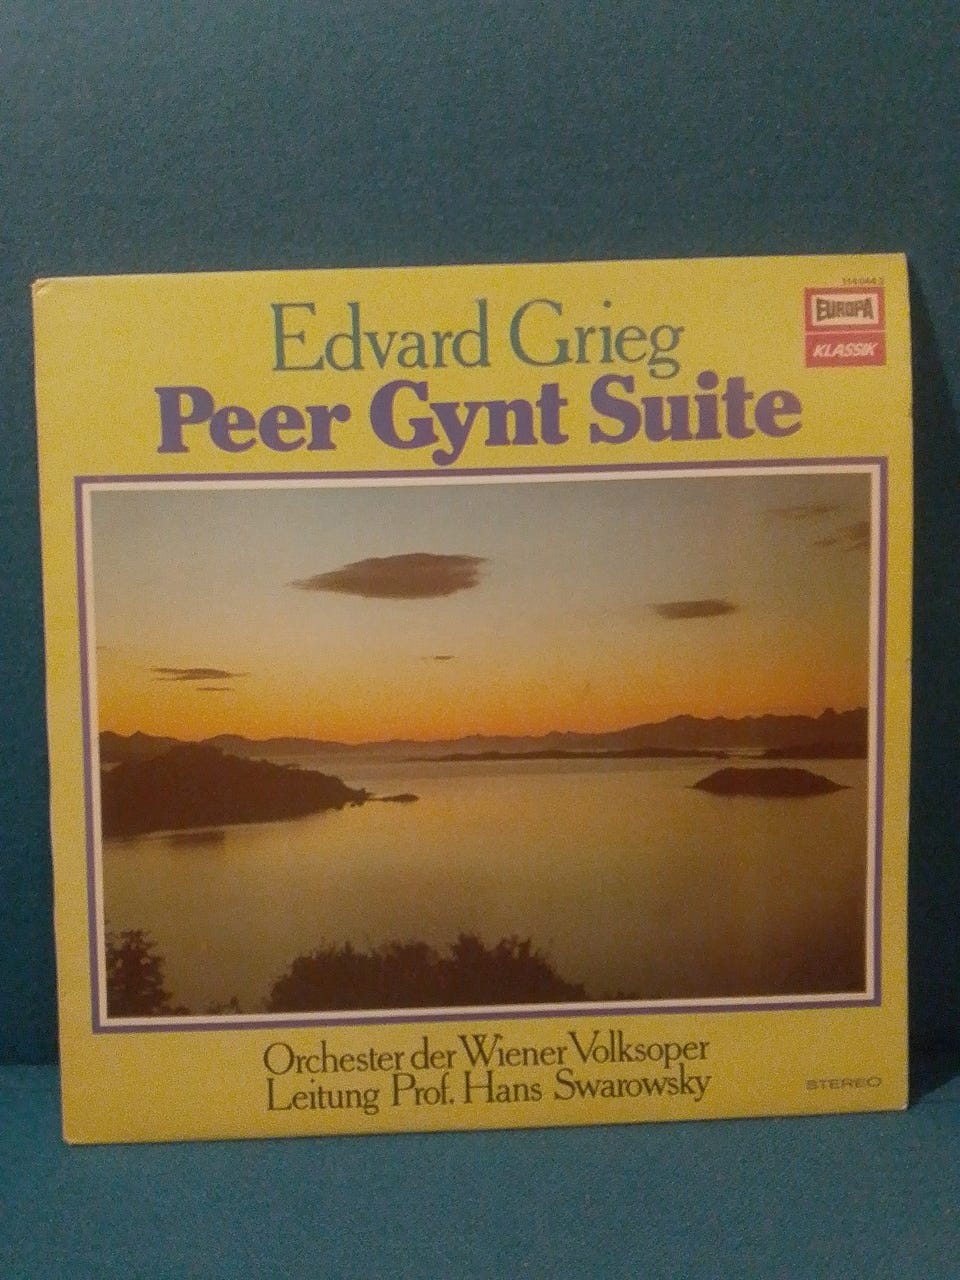 Edvard Grieg
Peer Gynt Suite
EUROPA
KLASSIK
Orchester der Wiener Volksoper
Leitung Prof. Hans Swarowsky
STEREO